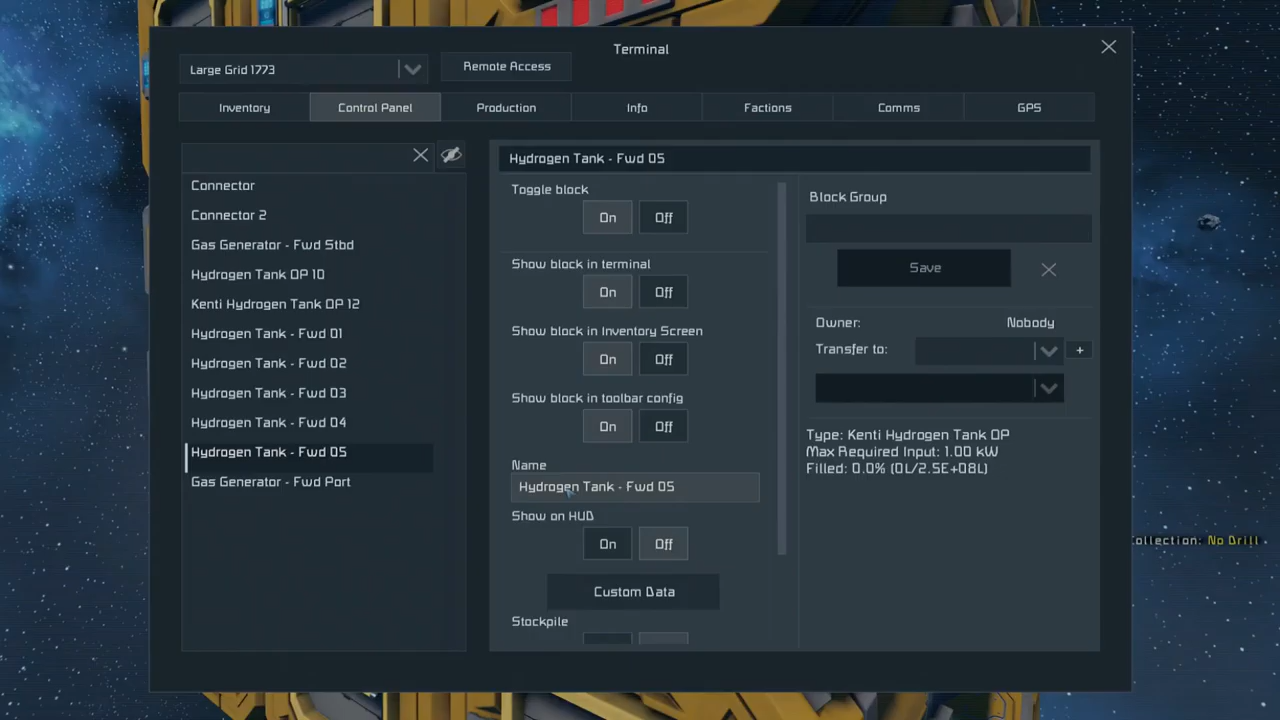 Terminal
Large Grid 1773
Remote Access
Inventory
Control Panel
Production
Info
Factions
Comms
GPS
Connector
Connector 2
Gas Generator - Fwd Stbd
Hydrogen Tank OP 10
Kenti Hydrogen Tank OP 12
Hydrogen Tank - Fwd 01
Hydrogen Tank - Fwd 02
Hydrogen Tank - Fwd 03
Hydrogen Tank - Fwd 04
Hydrogen Tank - Fwd 05
Gas Generator - Fwd Port
Hydrogen Tank - Fwd 05
Toggle block
On Off
Show block in terminal
On Off
Show block in Inventory Screen
On Off
Show block in toolbar config
On Off
Name
Hydrogen Tank - Fwd 05
Show on HUD
On Off
Custom Data
Stockpile
Block Group
Save
Owner: Nobody
Transfer to: +
Type: Kenti Hydrogen Tank OP
Max Required Input: 1.00 kW
Filled: 0.0% (0L/2.5E+08L)
ollection: No Drill